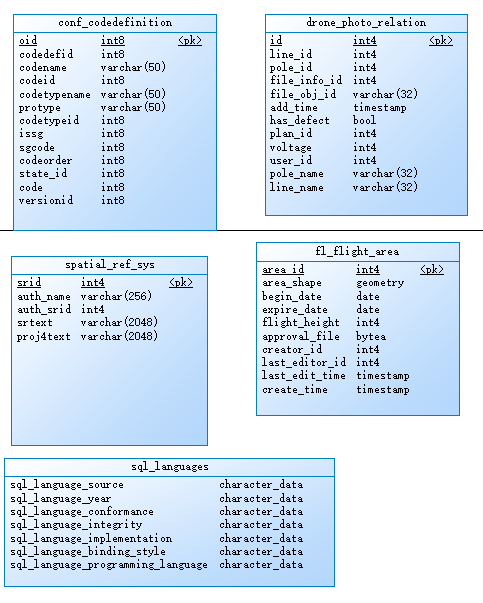 conf_codedefinition
oid int8 <pk>
codedefid int8
codename varchar(50)
codeid int8
codetypename varchar(50)
protype varchar(50)
codetypeid int8
issg int8
sgcode int8
codeorder int8
state_id int8
code int8
versionid int8
drone_photo_relation
id int4 <pk>
line_id int4
pole_id int4
file_info_id int4
file_obj_id varchar(32)
add_time timestamp
has_defect bool
plan_id int4
voltage int4
user_id int4
pole_name varchar(32)
line_name varchar(32)
spatial_ref_sys
srid int4 <pk>
auth_name varchar(256)
auth_srid int4
srtext varchar(2048)
proj4text varchar(2048)
fl_flight_area
area_id int4 <pk>
area_shape geometry
begin_date date
expire_date date
flight_height int4
approval_file bytea
creator_id int4
last_editor_id int4
last_edit_time timestamp
create_time timestamp
sql_languages
sql_language_source character_data
sql_language_year character_data
sql_language_conformance character_data
sql_language_integrity character_data
sql_language_implementation character_data
sql_language_binding_style character_data
sql_language_programming_language character_data